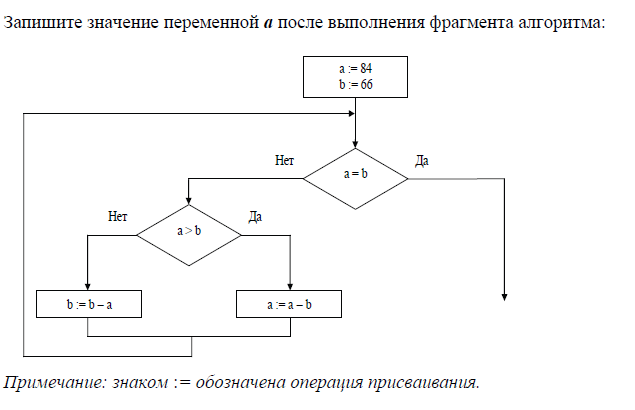 Запишите значение переменной a после выполнения фрагмента алгоритма:
a := 84
b := 66
Нет
Да
a = b
Нет
Да
a > b
b := b – a
a := a – b
Примечание: знаком := обозначена операция присваивания.